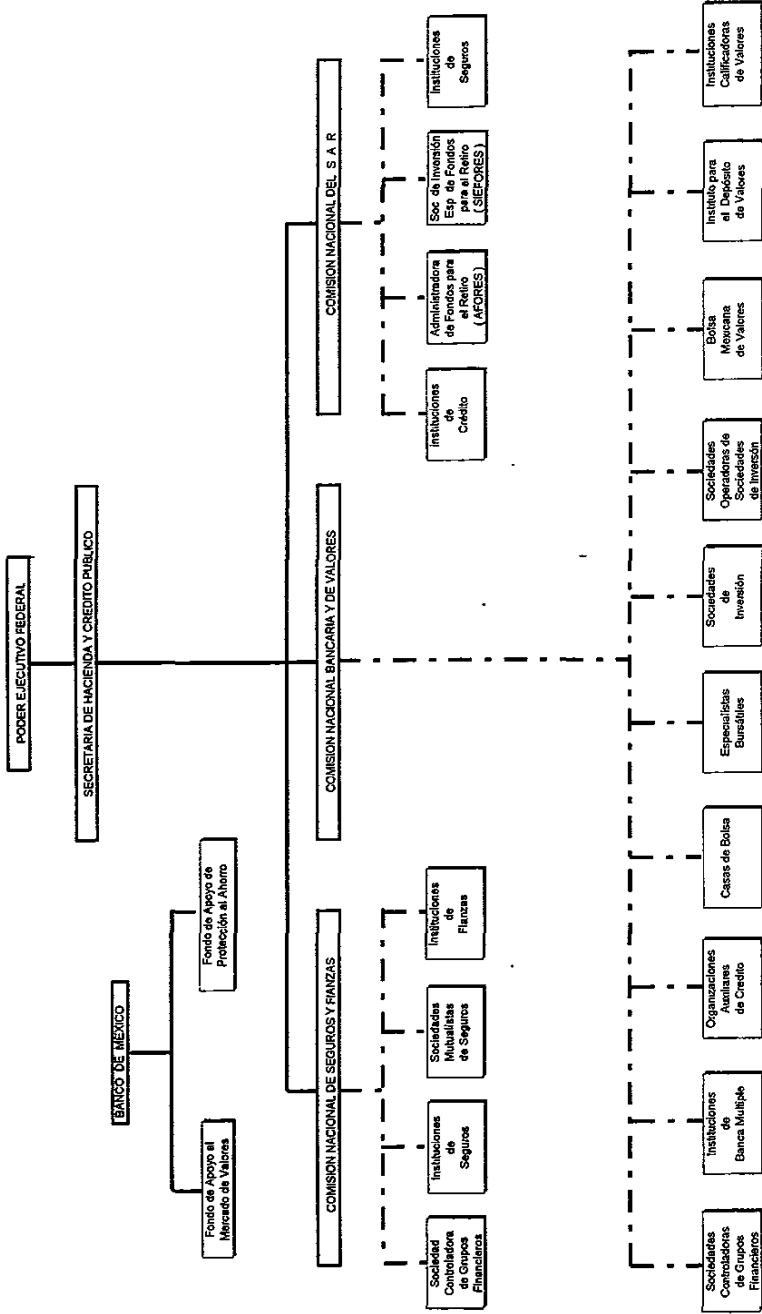 PODER EJECUTIVO FEDERAL
SECRETARIA DE HACIENDA Y CREDITO PUBLICO
BANCO DE MEXICO
Fondo de Apoyo al
Mercado de Valores
Fondo de Apoyo de
Protección al Ahorro
COMISION NACIONAL DE SEGUROS Y FIANZAS
COMISION NACIONAL BANCARIA Y DE VALORES
COMISION NACIONAL DEL S A R
Sociedad
Controladora
de Grupos
Financieros
Instituciones
de
Seguros
Sociedades
Mutualistas
de Seguros
Instituciones
de
Fianzas
Instituciones
de
Crédito
Administradora
de Fondos para
el Retiro
( AFORES )
Soc de Inversión
Esp de Fondos
para el Retiro
( SIEFORES )
Instituciones
de
Seguros
Sociedades
Controladoras
de Grupos
Financieros
Instituciones
de
Banca Multiple
Organizaciones
Auxiliares
de Credito
Casas de Bolsa
Especialistas
Bursátiles
Sociedades
de
Inversión
Sociedades
Operadoras de
Sociedades
de Inversón
Bolsa
Mexicana
de Valores
Instituto para
el Depósito
de Valores
Instituciones
Calificadoras
de Valores